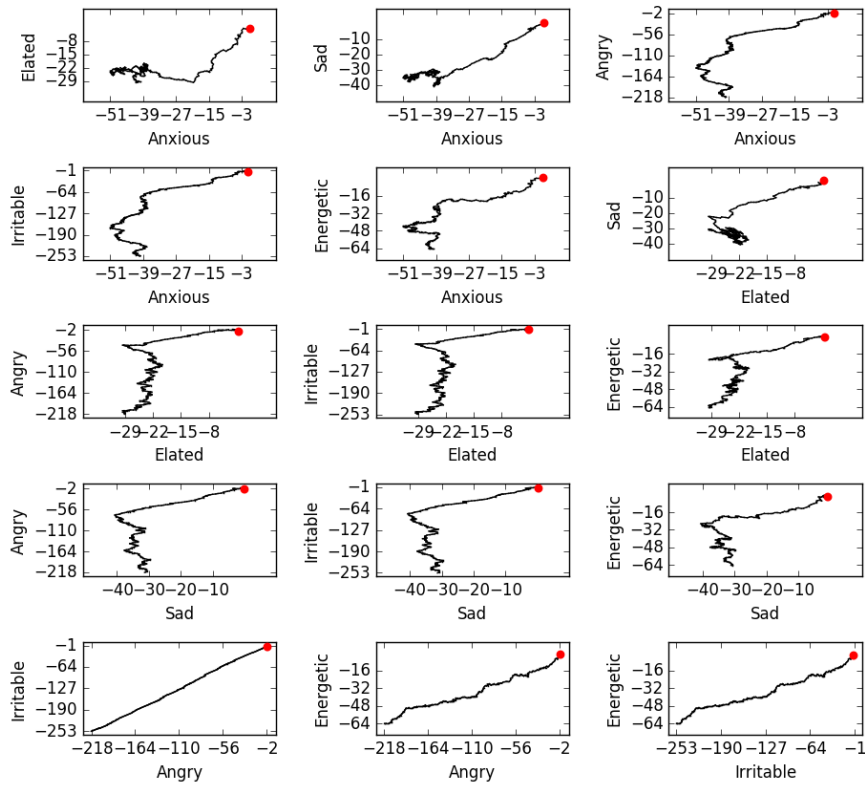 Elated
−8
−15
−22
−29
−51 −39 −27 −15 −3
Anxious
Sad
−10
−20
−30
−40
−51 −39 −27 −15 −3
Anxious
Angry
−2
−56
−110
−164
−218
−51 −39 −27 −15 −3
Anxious
Irritable
−1
−64
−127
−190
−253
−51 −39 −27 −15 −3
Anxious
Energetic
−16
−32
−48
−64
−51 −39 −27 −15 −3
Anxious
Sad
−10
−20
−30
−40
−29 −22 −15 −8
Elated
Angry
−2
−56
−110
−164
−218
−29 −22 −15 −8
Elated
Irritable
−1
−64
−127
−190
−253
−29 −22 −15 −8
Elated
Energetic
−16
−32
−48
−64
−29 −22 −15 −8
Elated
Angry
−2
−56
−110
−164
−218
−40 −30 −20 −10
Sad
Irritable
−1
−64
−127
−190
−253
−40 −30 −20 −10
Sad
Energetic
−16
−32
−48
−64
−40 −30 −20 −10
Sad
Irritable
−1
−64
−127
−190
−253
−218 −164 −110 −56 −2
Angry
Energetic
−16
−32
−48
−64
−218 −164 −110 −56 −2
Angry
Energetic
−16
−32
−48
−64
−253 −190 −127 −64 −1
Irritable